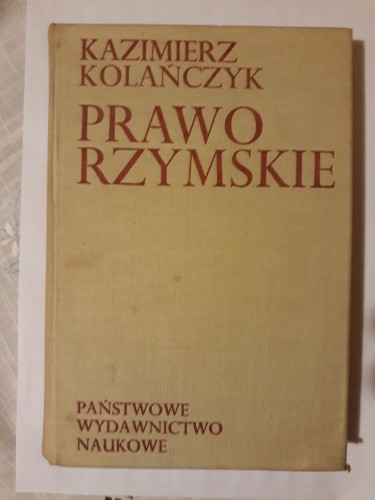 KAZIMIERZ
KOLAŃCZYK
PRAWO
RZYMSKIE
PAŃSTWOWE
WYDAWNICTWO
NAUKOWE